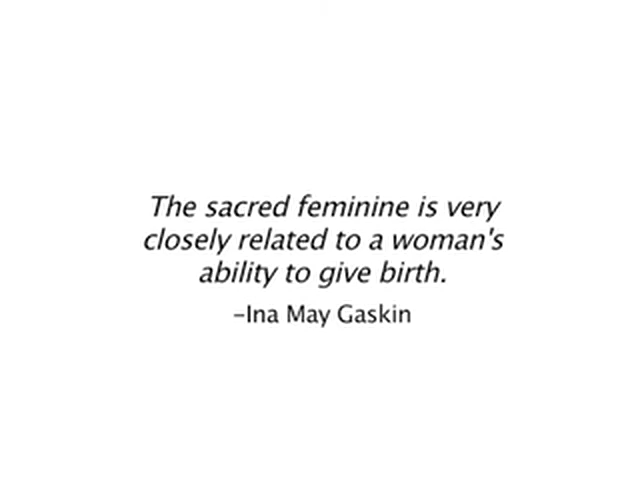 The sacred feminine is very
closely related to a woman's
ability to give birth.
–Ina May Gaskin